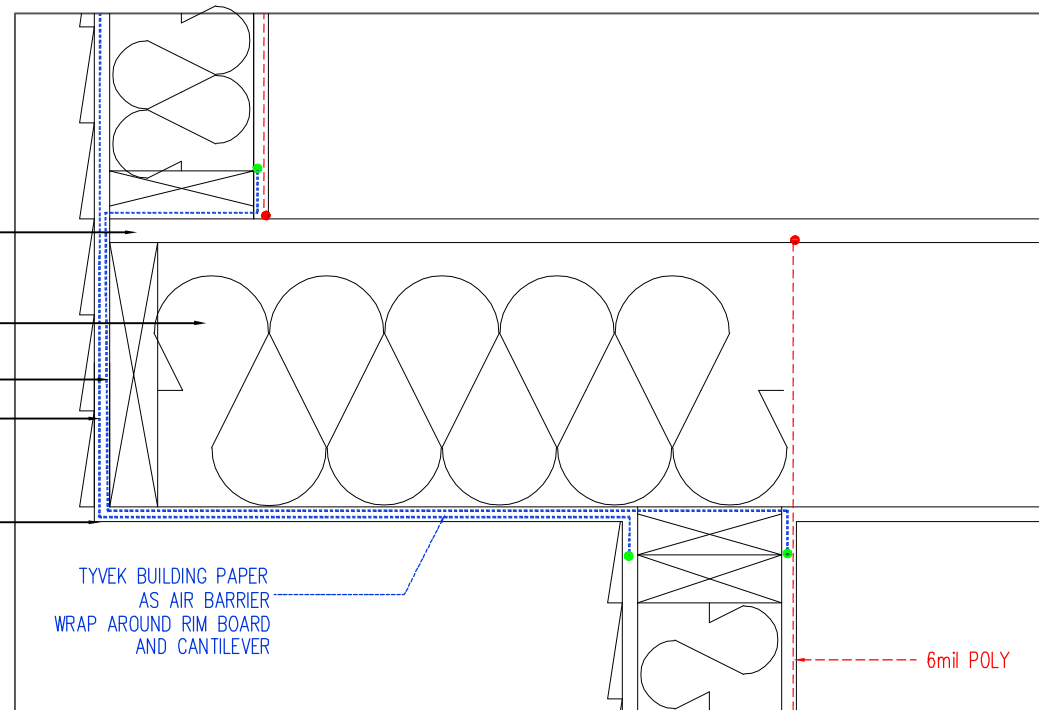 TYVEK BUILDING PAPER
AS AIR BARRIER
WRAP AROUND RIM BOARD
AND CANTILEVER
6mil POLY